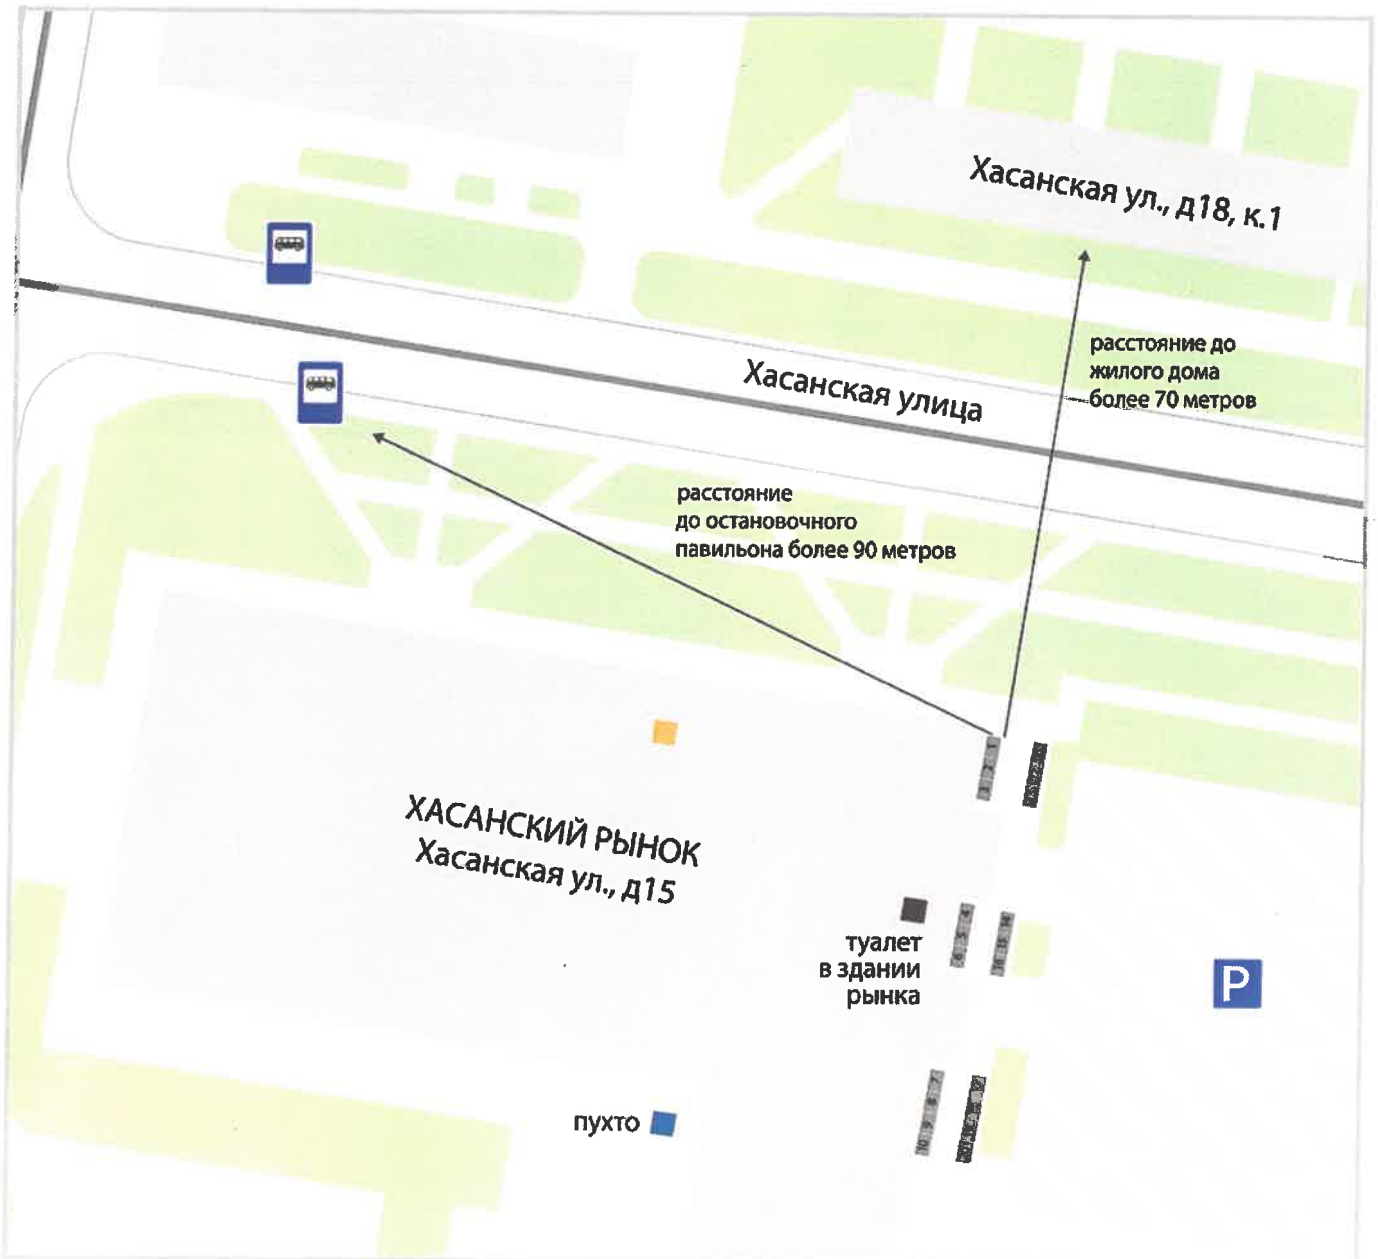 Хасанская ул., д18, к.1
расстояние до
жилого дома
более 70 метров
Хасанская улица
расстояние
до остановочного
павильона более 90 метров
ХАСАНСКИЙ РЫНОК
Хасанская ул., д15
туалет
в здании
рынка
P
пухто